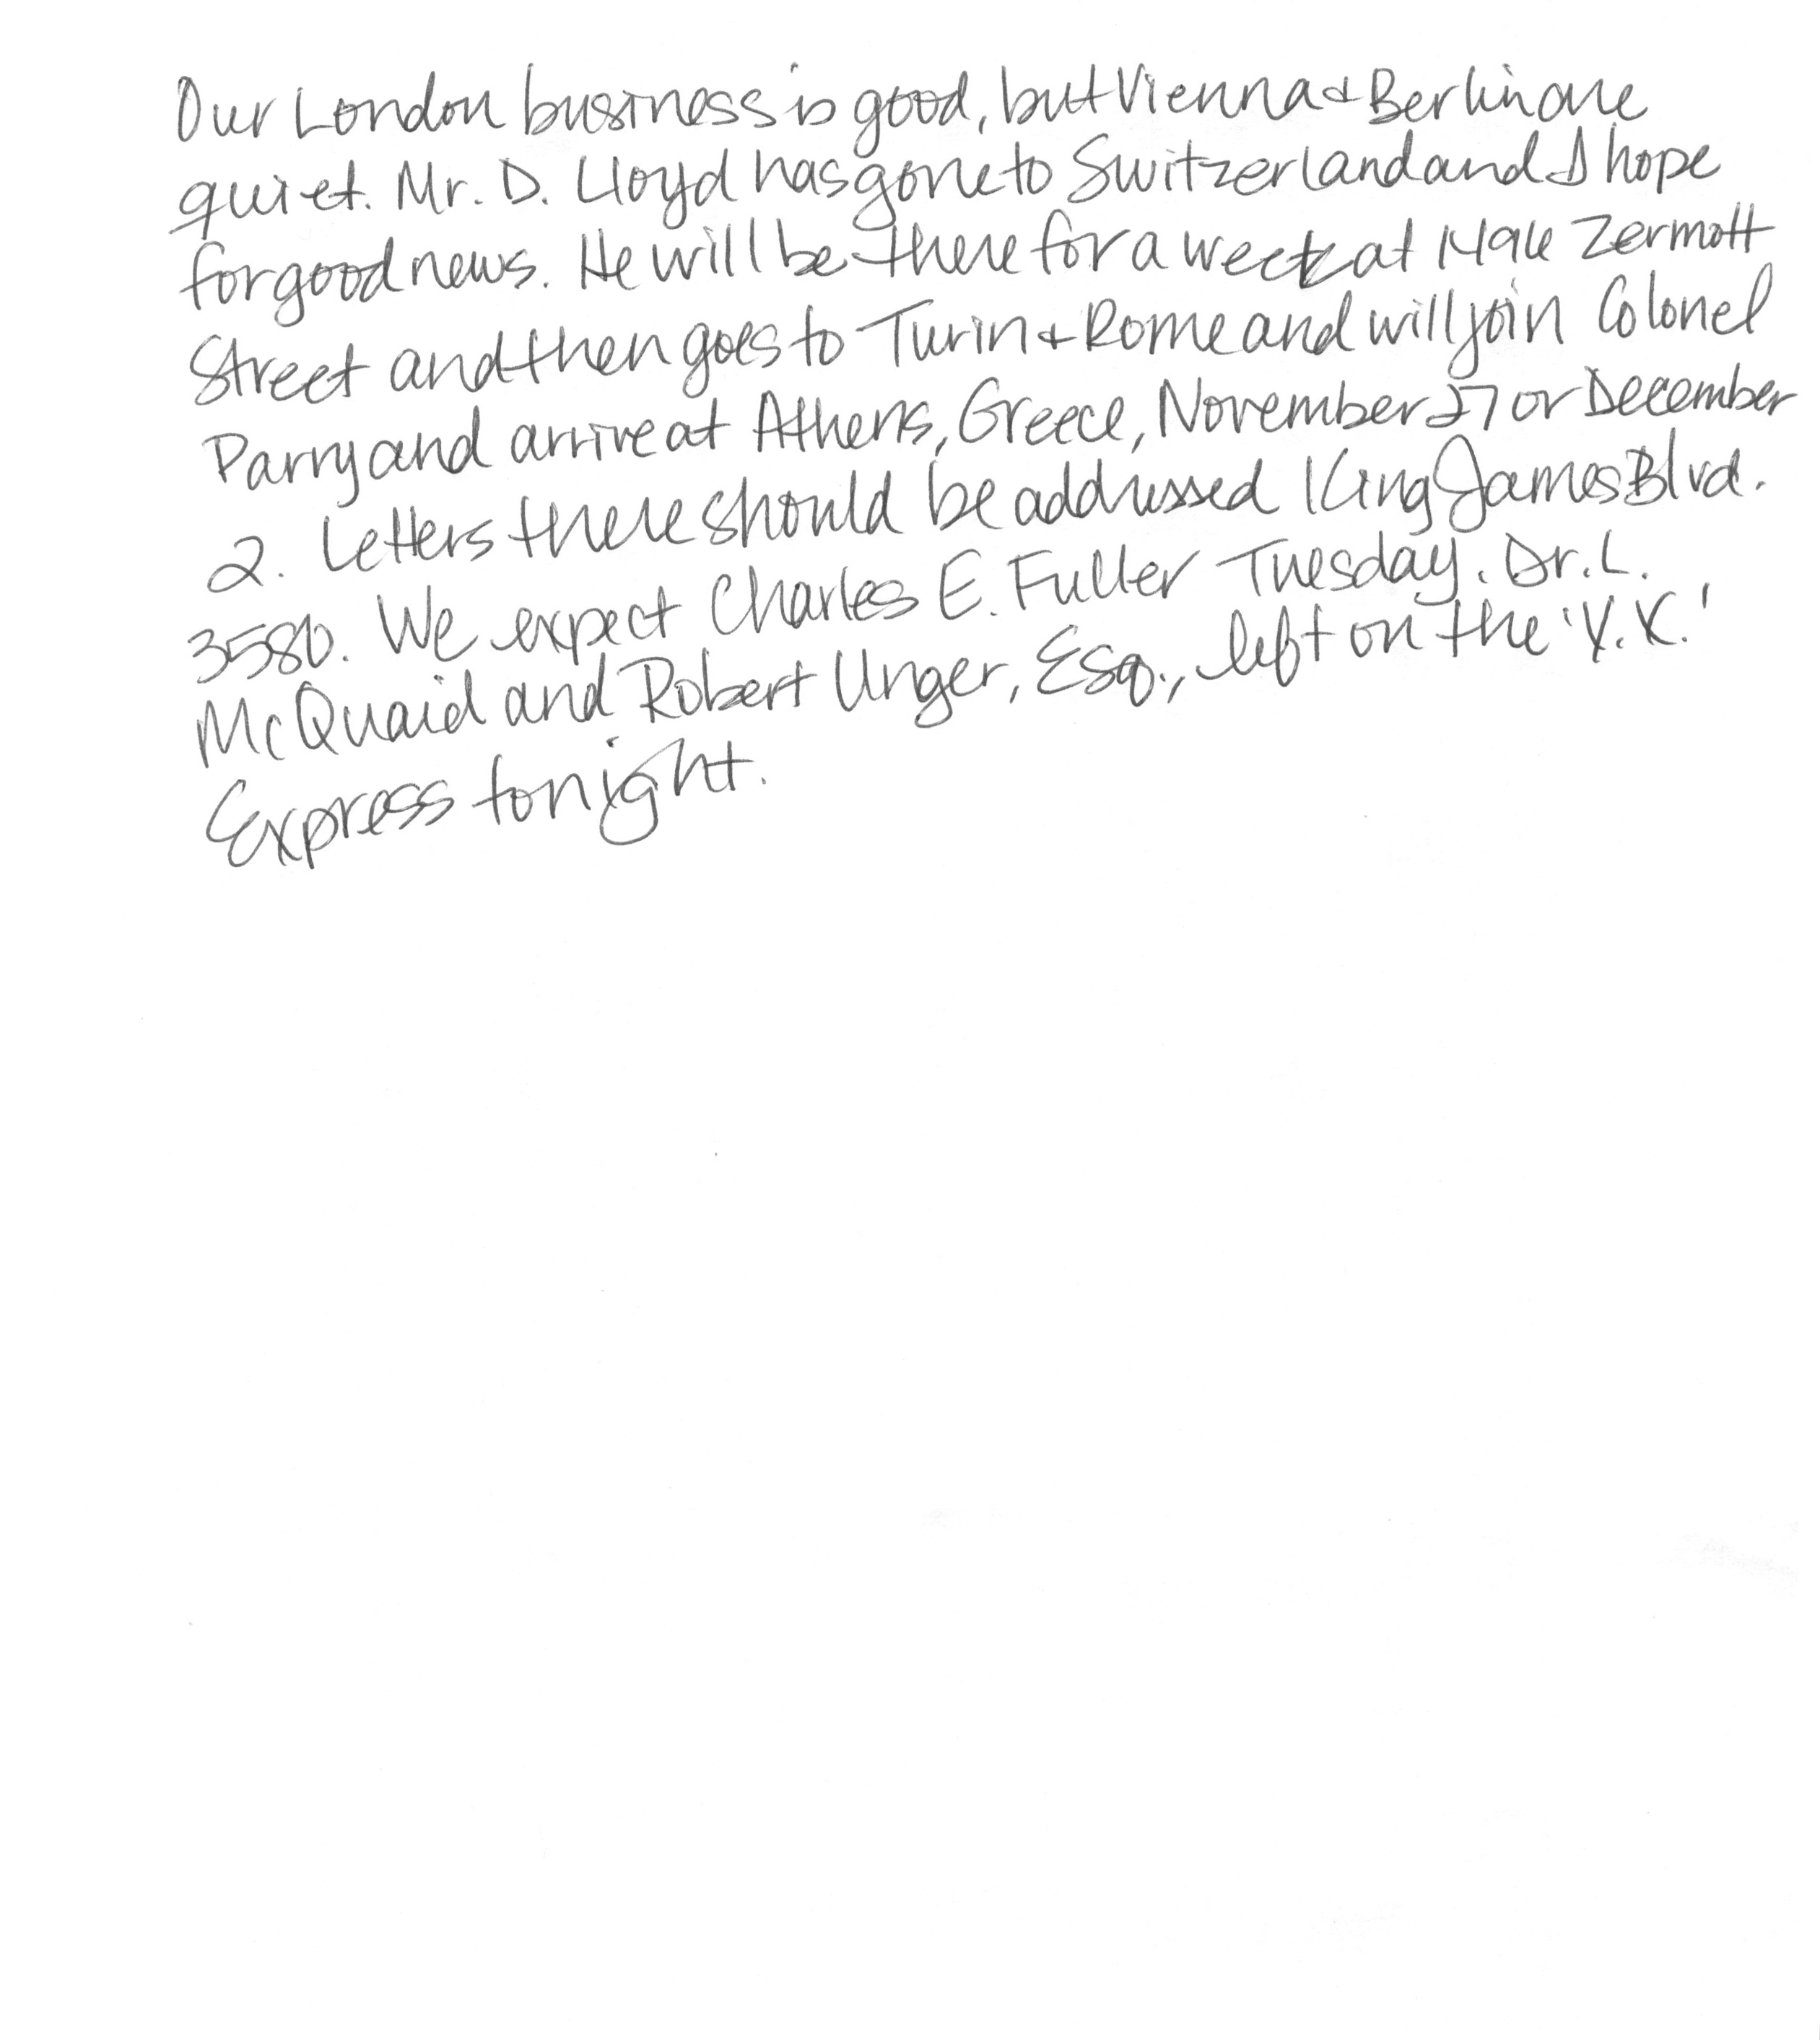 Our London business is good, but Vienna & Berlin are
quiet. Mr. D. Lloyd has gone to Switzerland and I hope
for good news. He will be there for a week at 1496 Zermott
Street and then goes to Turin & Rome and will join Colonel
Parry and arrive at Athens, Greece, November 27 or December
2. Letters there should be addressed King James Blvd.
3580. We expect Charles E. Fuller Tuesday. Dr. L.
McQuaid and Robert Unger, Esq., left on the 'Y.X.'
Express tonight.